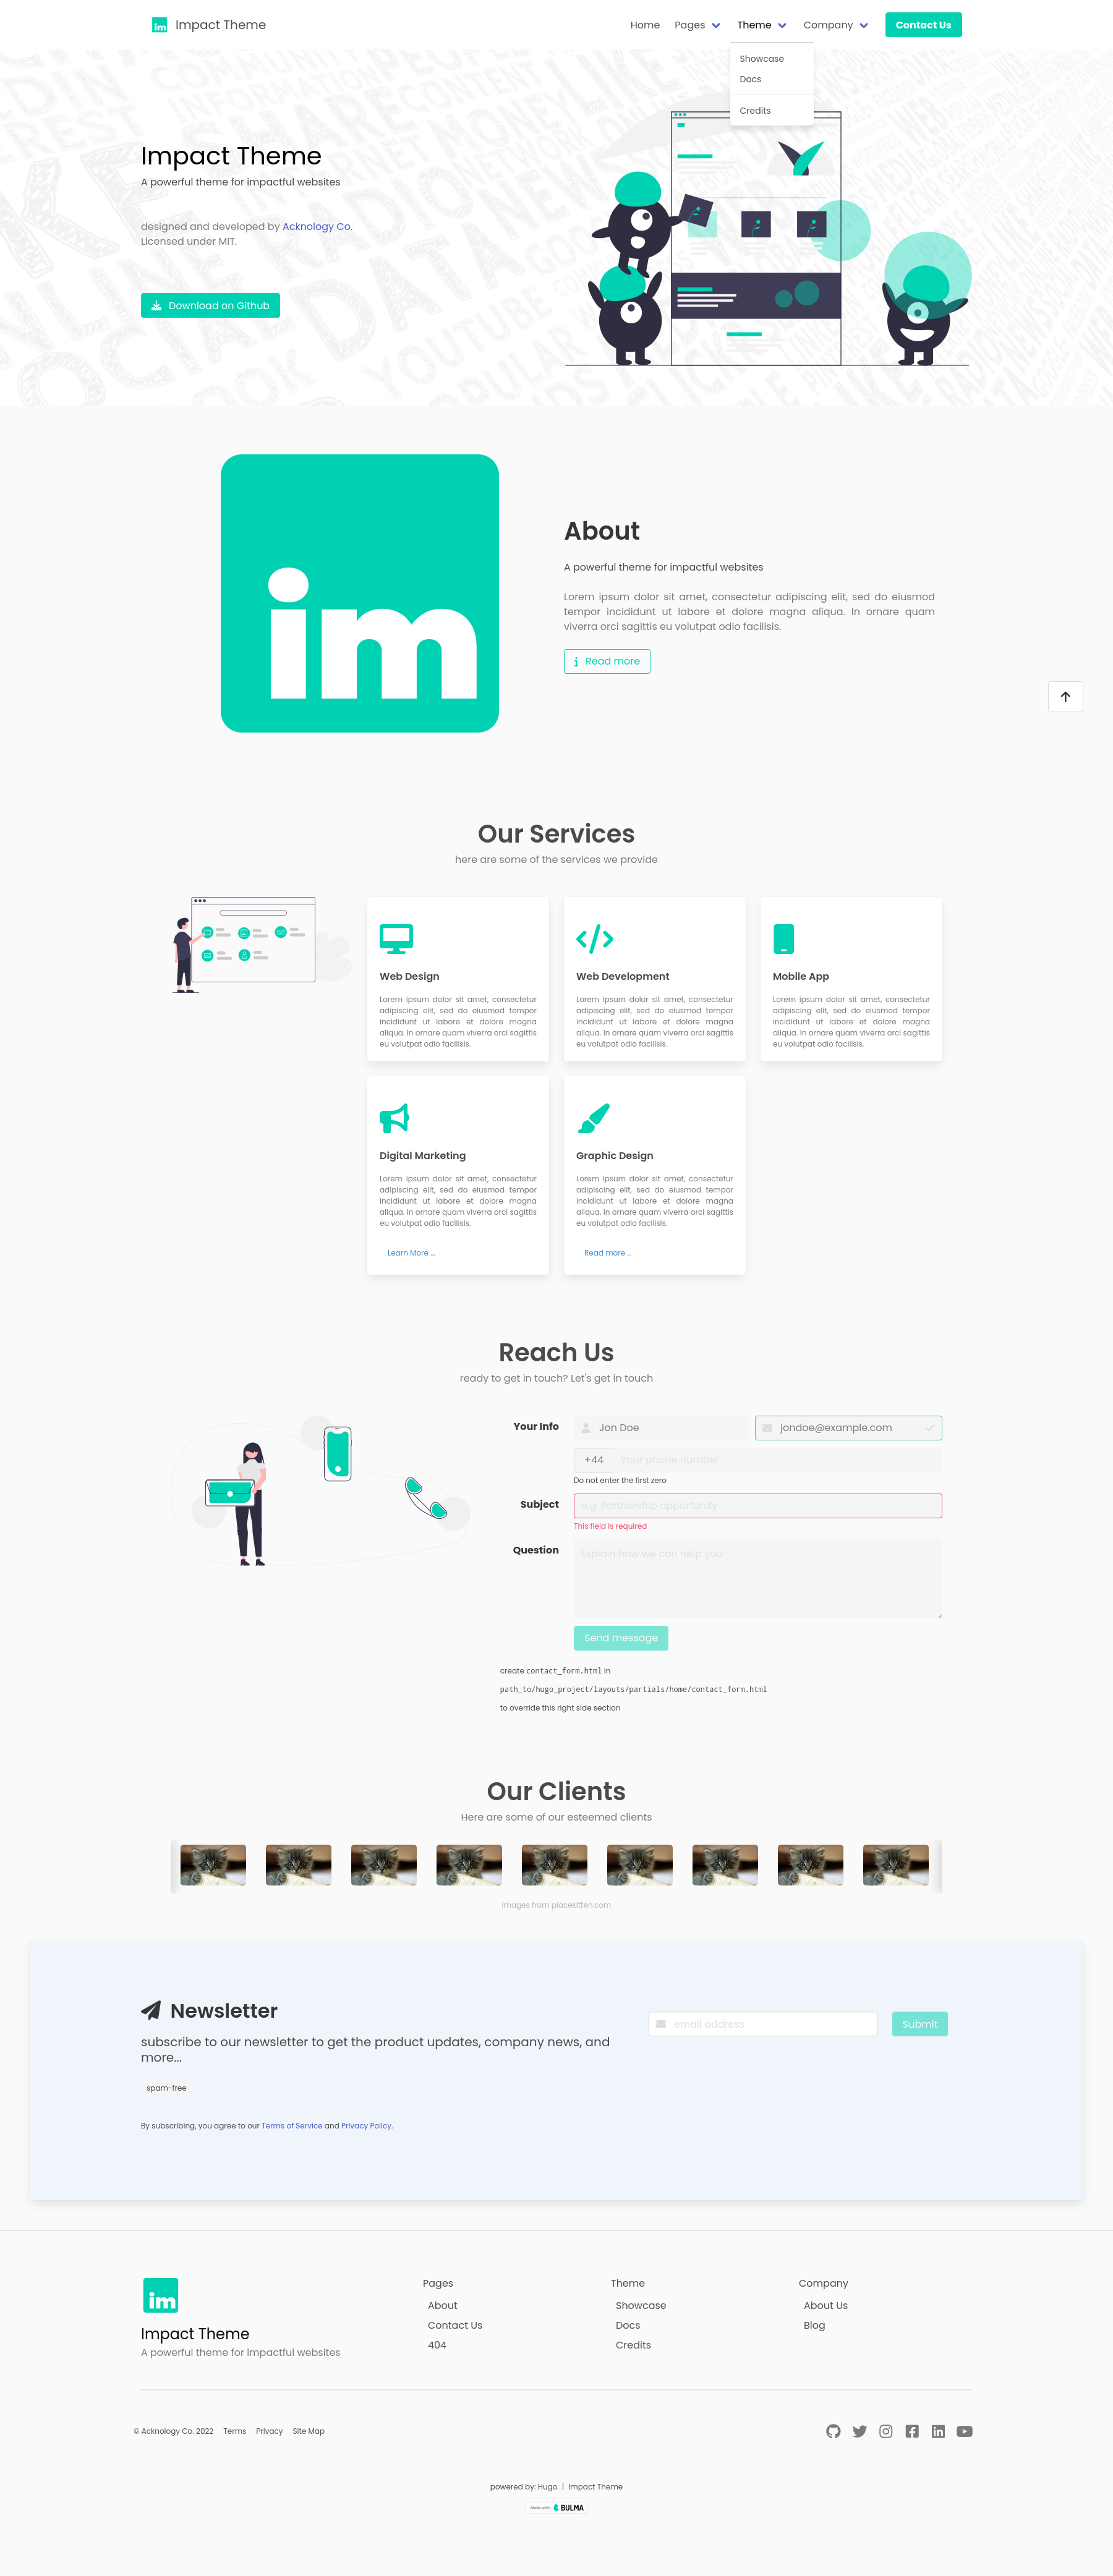 im Impact Theme
Home Pages Theme Company Contact Us
Showcase
Docs
Credits
Impact Theme
A powerful theme for impactful websites
designed and developed by Acknology Co.
Licensed under MIT.
Download on Github
im
About
A powerful theme for impactful websites
Lorem ipsum dolor sit amet, consectetur adipiscing elit, sed do eiusmod
tempor incididunt ut labore et dolore magna aliqua. In ornare quam
viverra orci sagittis eu volutpat odio facilisis.
Read more
Our Services
here are some of the services we provide
Web Design
Lorem ipsum dolor sit amet, consectetur
adipiscing elit, sed do eiusmod tempor
incididunt ut labore et dolore magna
aliqua. In ornare quam viverra orci sagittis
eu volutpat odio facilisis.
Web Development
Lorem ipsum dolor sit amet, consectetur
adipiscing elit, sed do eiusmod tempor
incididunt ut labore et dolore magna
aliqua. In ornare quam viverra orci sagittis
eu volutpat odio facilisis.
Mobile App
Lorem ipsum dolor sit amet, consectetur
adipiscing elit, sed do eiusmod tempor
incididunt ut labore et dolore magna
aliqua. In ornare quam viverra orci sagittis
eu volutpat odio facilisis.
Digital Marketing
Lorem ipsum dolor sit amet, consectetur
adipiscing elit, sed do eiusmod tempor
incididunt ut labore et dolore magna
aliqua. In ornare quam viverra orci sagittis
eu volutpat odio facilisis.
Learn More ...
Graphic Design
Lorem ipsum dolor sit amet, consectetur
adipiscing elit, sed do eiusmod tempor
incididunt ut labore et dolore magna
aliqua. In ornare quam viverra orci sagittis
eu volutpat odio facilisis.
Read more ...
Reach Us
ready to get in touch? Let's get in touch
Your Info Jon Doe jondoe@example.com
+44 Your phone number
Do not enter the first zero
Subject e.g. Partnership opportunity
This field is required
Question Explain how we can help you
Send message
create contact_form.html in
path_to/hugo_project/layouts/partials/home/contact_form.html
to override this right side section
Our Clients
Here are some of our esteemed clients
images from placekitten.com
Newsletter
subscribe to our newsletter to get the product updates, company news, and
more...
spam-free
By subscribing, you agree to our Terms of Service and Privacy Policy.
email address Submit
im
Impact Theme
A powerful theme for impactful websites
Pages
About
Contact Us
404
Theme
Showcase
Docs
Credits
Company
About Us
Blog
© Acknology Co. 2022 Terms Privacy Site Map
powered by: Hugo | Impact Theme
Made with BULMA